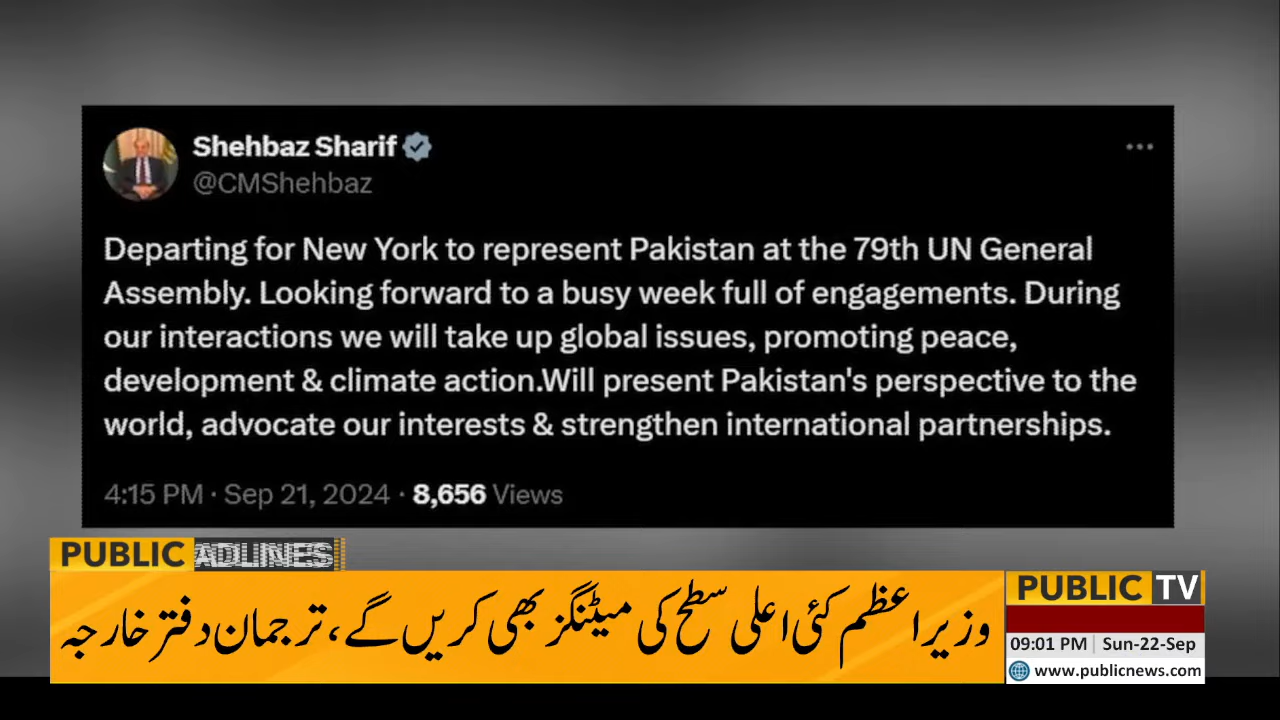 Shehbaz Sharif
@CMShehbaz
Departing for New York to represent Pakistan at the 79th UN General
Assembly. Looking forward to a busy week full of engagements. During
our interactions we will take up global issues, promoting peace,
development & climate action.Will present Pakistan's perspective to the
world, advocate our interests & strengthen international partnerships.
4:15 PM · Sep 21, 2024 · 8,656 Views
PUBLIC ADLINES
وزیراعظم کئی اعلی سطح کی میٹنگز بھی کریں گے، ترجمان دفتر خارجہ
PUBLIC TV
09:01 PM | Sun-22-Sep
www.publicnews.com